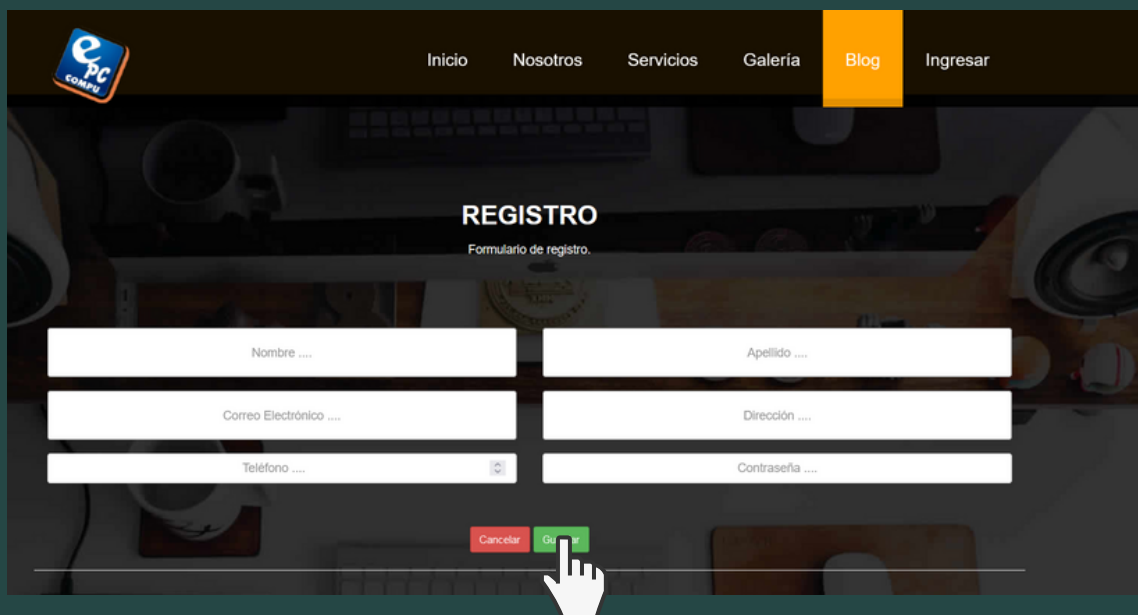 e
PC
COMPU
Inicio Nosotros Servicios Galería Blog Ingresar
REGISTRO
Formulario de registro.
Nombre .... Apellido ....
Correo Electrónico .... Dirección ....
Teléfono .... Contraseña ....
Cancelar